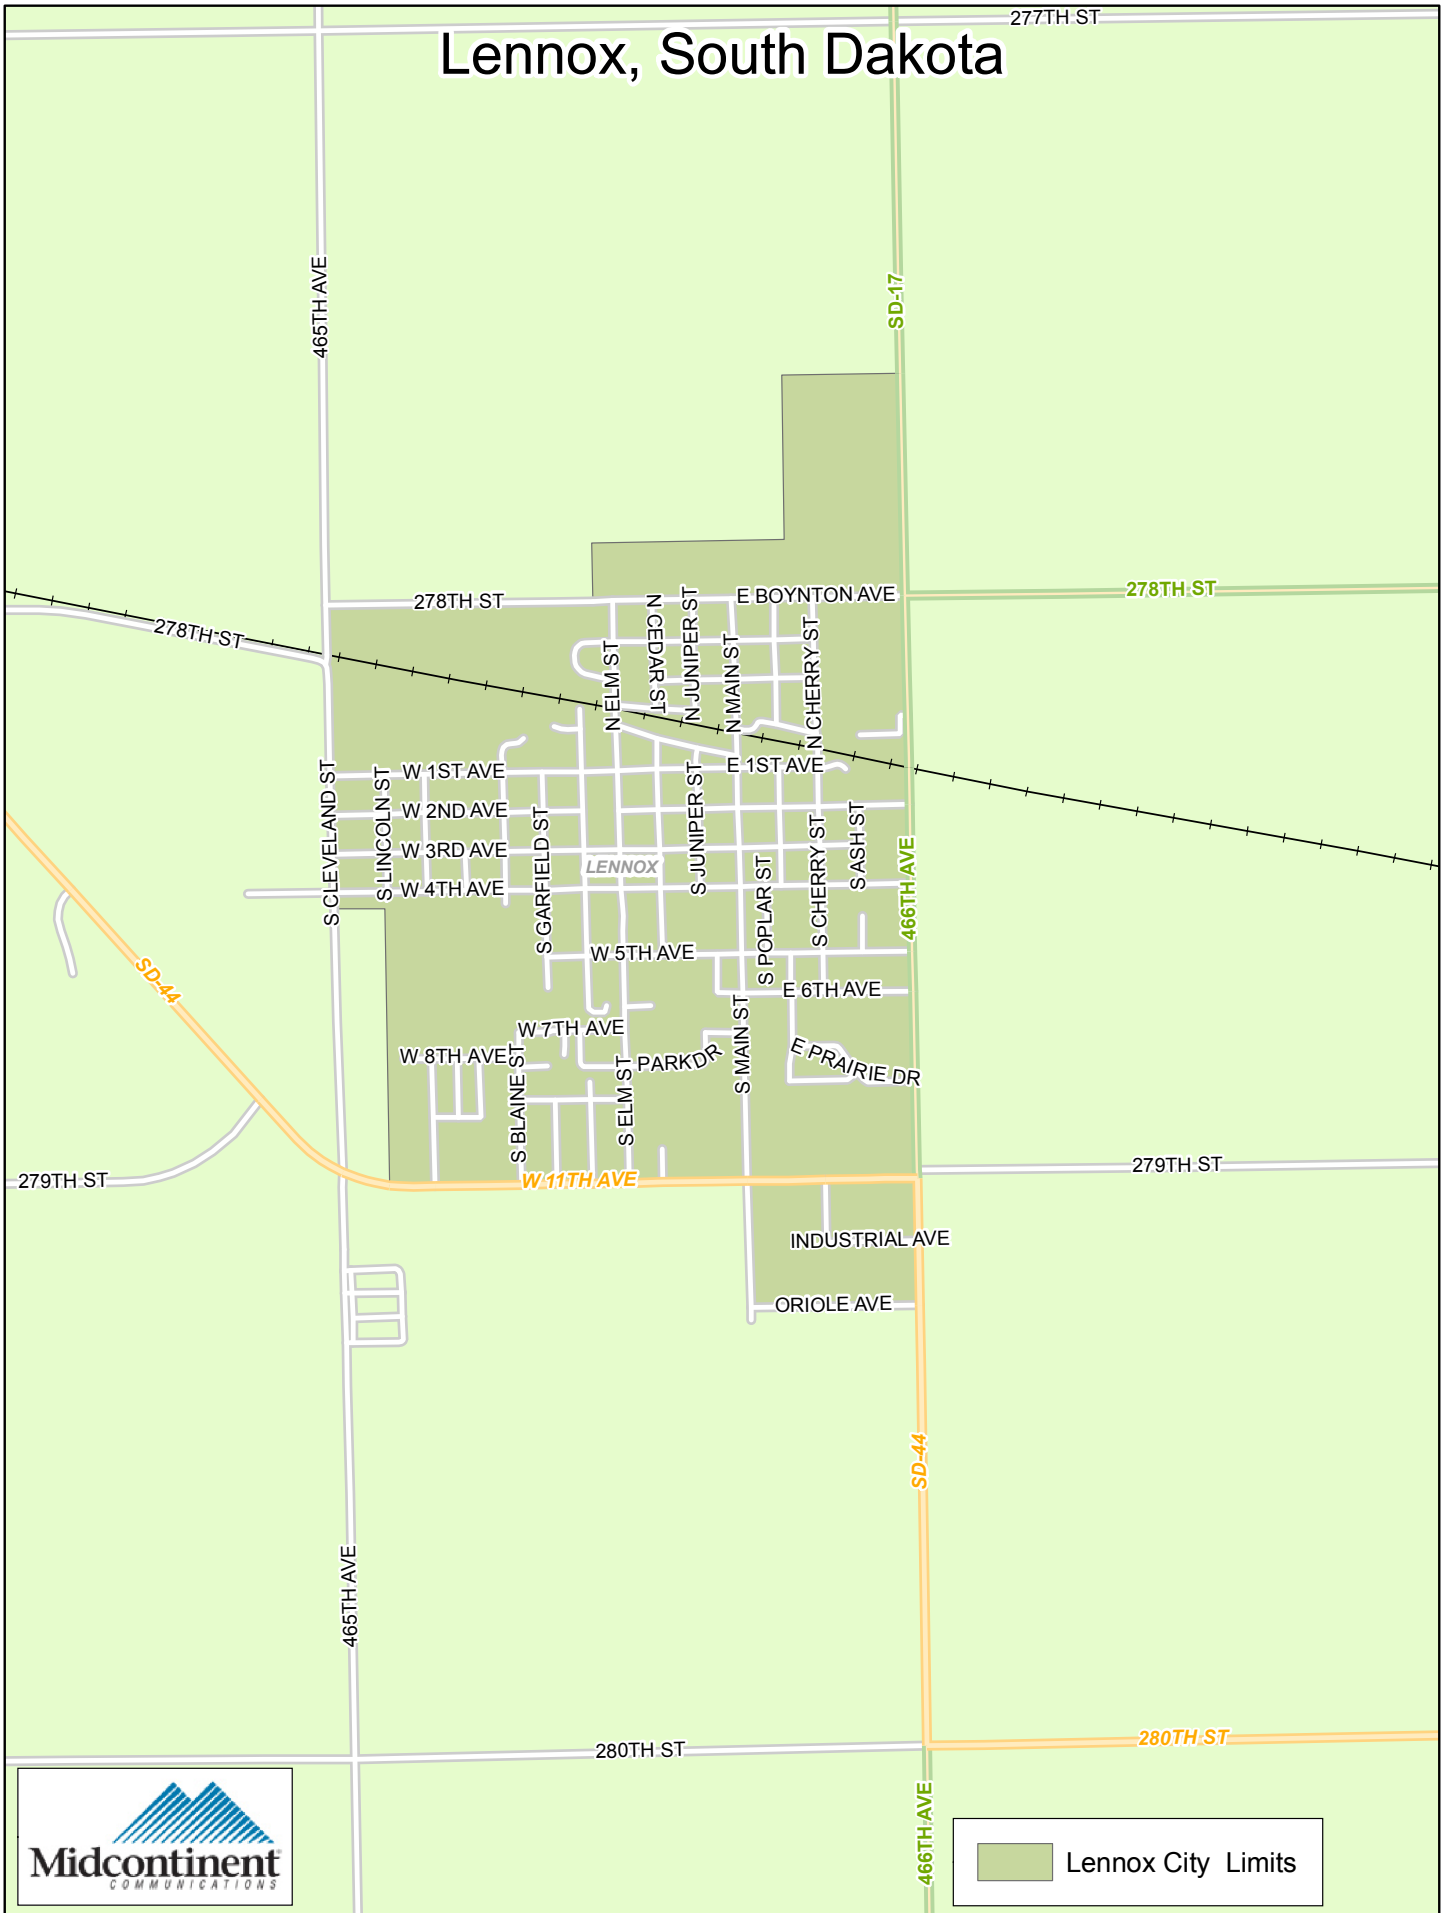 277TH ST
Lennox, South Dakota
465TH AVE
SD-17
278TH ST
278TH ST
E BOYNTON AVE
278TH ST
N CEDAR ST
N JUNIPER ST
N ELM ST
N MAIN ST
N CHERRY ST
W 1ST AVE
E 1ST AVE
W 2ND AVE
W 3RD AVE
W 4TH AVE
S CLEVELAND ST
S LINCOLN ST
S GARFIELD ST
LENNOX
S JUNIPER ST
S POPLAR ST
S CHERRY ST
S ASH ST
466TH AVE
W 5TH AVE
E 6TH AVE
SD-44
W 7TH AVE
W 8TH AVE
PARK DR
S MAIN ST
E PRAIRIE DR
S BLAINE ST
S ELM ST
279TH ST
W 11TH AVE
279TH ST
INDUSTRIAL AVE
ORIOLE AVE
SD-44
465TH AVE
280TH ST
280TH ST
466TH AVE
Midcontinent
COMMUNICATIONS
Lennox City Limits